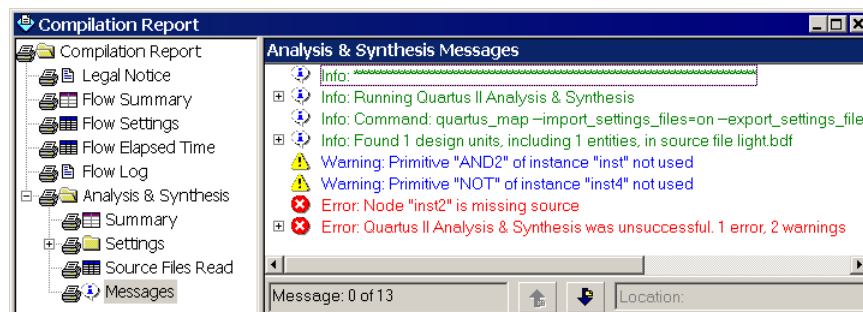 Compilation Report
Compilation Report
Legal Notice
Flow Summary
Flow Settings
Flow Elapsed Time
Flow Log
Analysis & Synthesis
Summary
Settings
Source Files Read
Messages
Analysis & Synthesis Messages
Info: *******************************************************************
Info: Running Quartus II Analysis & Synthesis
Info: Command: quartus_map --import_settings_files=on --export_settings_file
Info: Found 1 design units, including 1 entities, in source file light.bdf
Warning: Primitive "AND2" of instance "inst" not used
Warning: Primitive "NOT" of instance "inst4" not used
Error: Node "inst2" is missing source
Error: Quartus II Analysis & Synthesis was unsuccessful. 1 error, 2 warnings
Message: 0 of 13
Location: